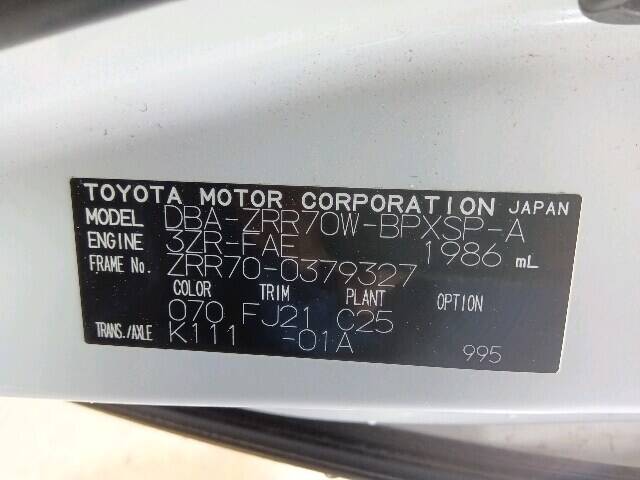 TOYOTA MOTOR CORPORATION JAPAN
MODEL DBA-ZRR70W-BPXSP-A
ENGINE 3ZR-FAE 1986 mL
FRAME No. ZRR70-0379327
COLOR TRIM PLANT OPTION
070 FJ21 C25
TRANS./AXLE K111 -01A
995